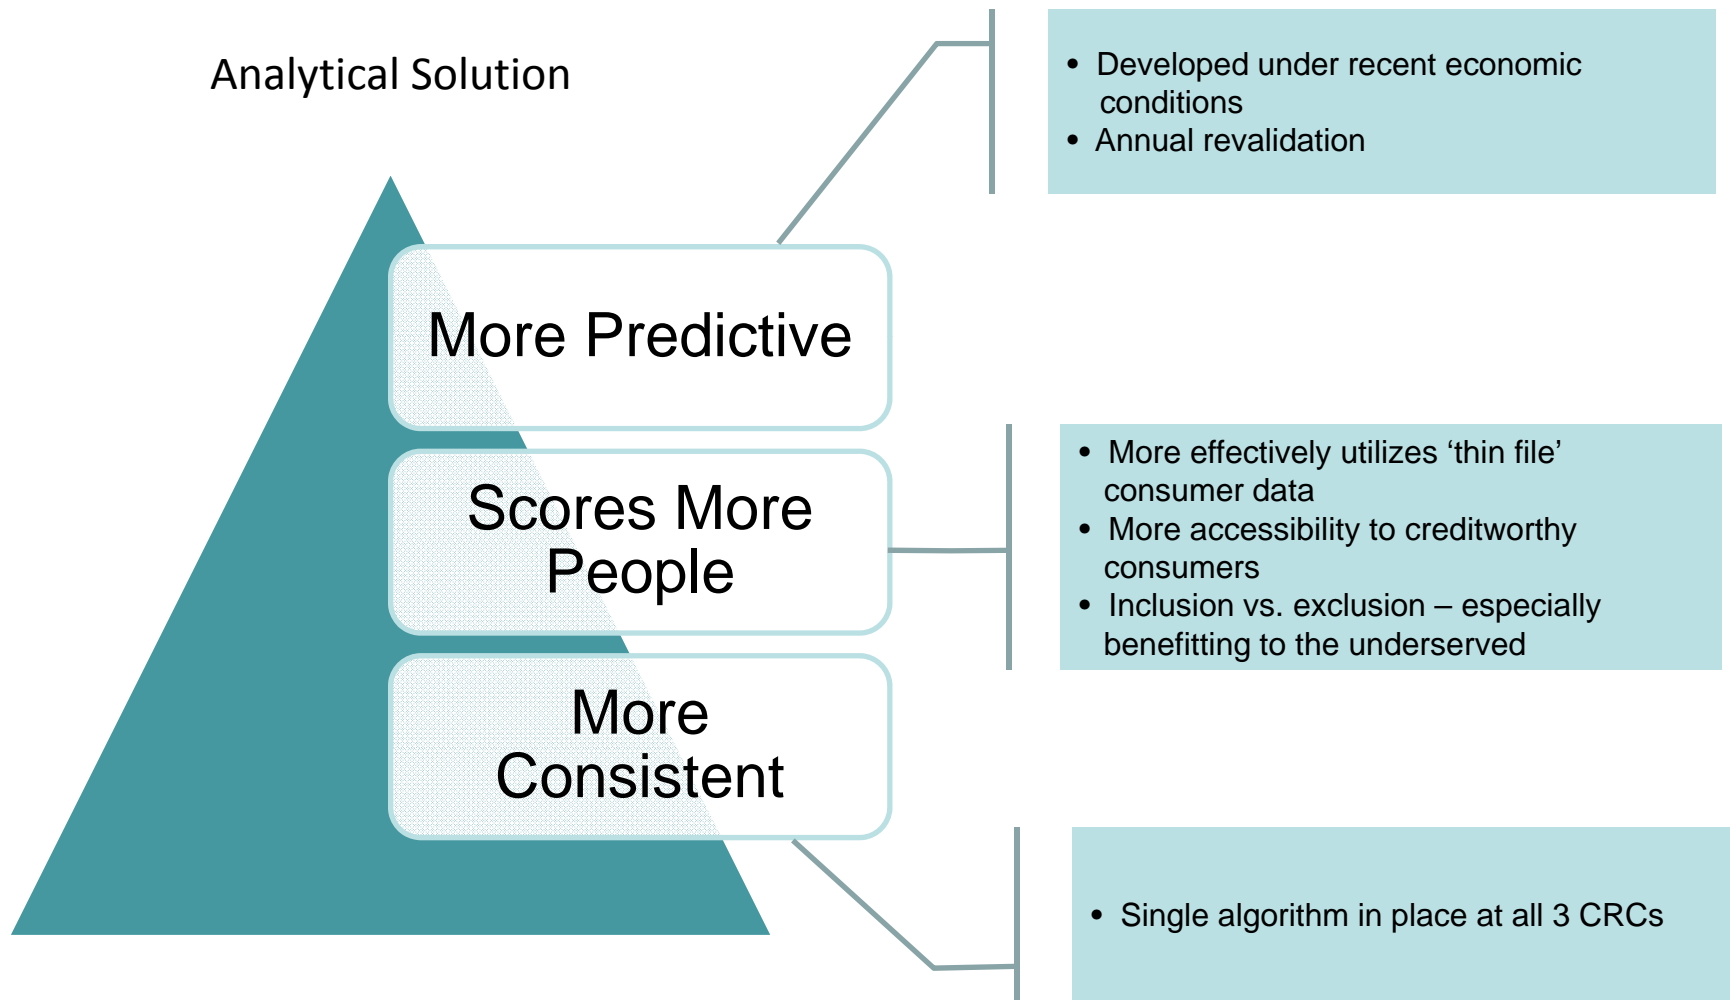 Analytical Solution
• Developed under recent economic
conditions
• Annual revalidation
More Predictive
Scores More
People
• More effectively utilizes ‘thin file’
consumer data
• More accessibility to creditworthy
consumers
• Inclusion vs. exclusion – especially
benefitting to the underserved
More
Consistent
• Single algorithm in place at all 3 CRCs